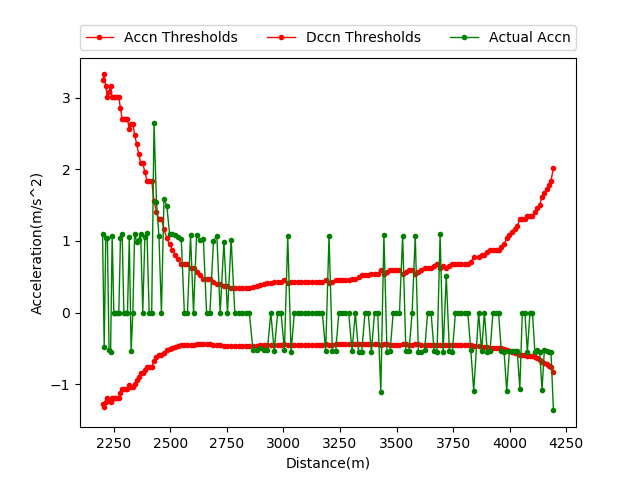 Accn Thresholds Dccn Thresholds Actual Accn
3
2
1
0
−1
Acceleration(m/s^2)
2250 2500 2750 3000 3250 3500 3750 4000 4250
Distance(m)